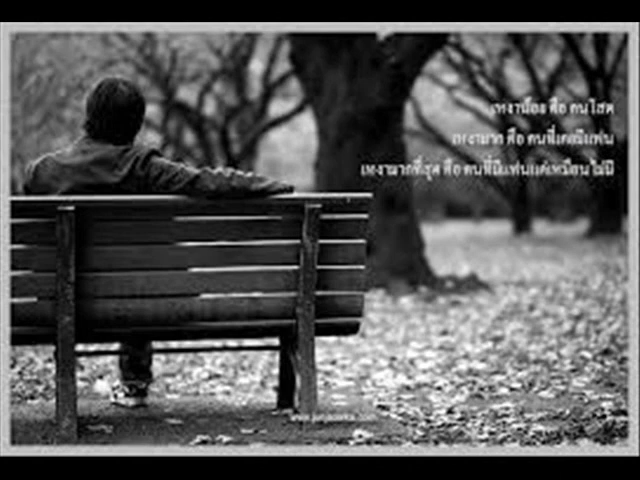 เหงาน้อย คือ คนโสด
เหงามาก คือ คนที่เคยมีแฟน
เหงามากที่สุด คือ คนที่มีแฟนแต่เหมือนไม่มี